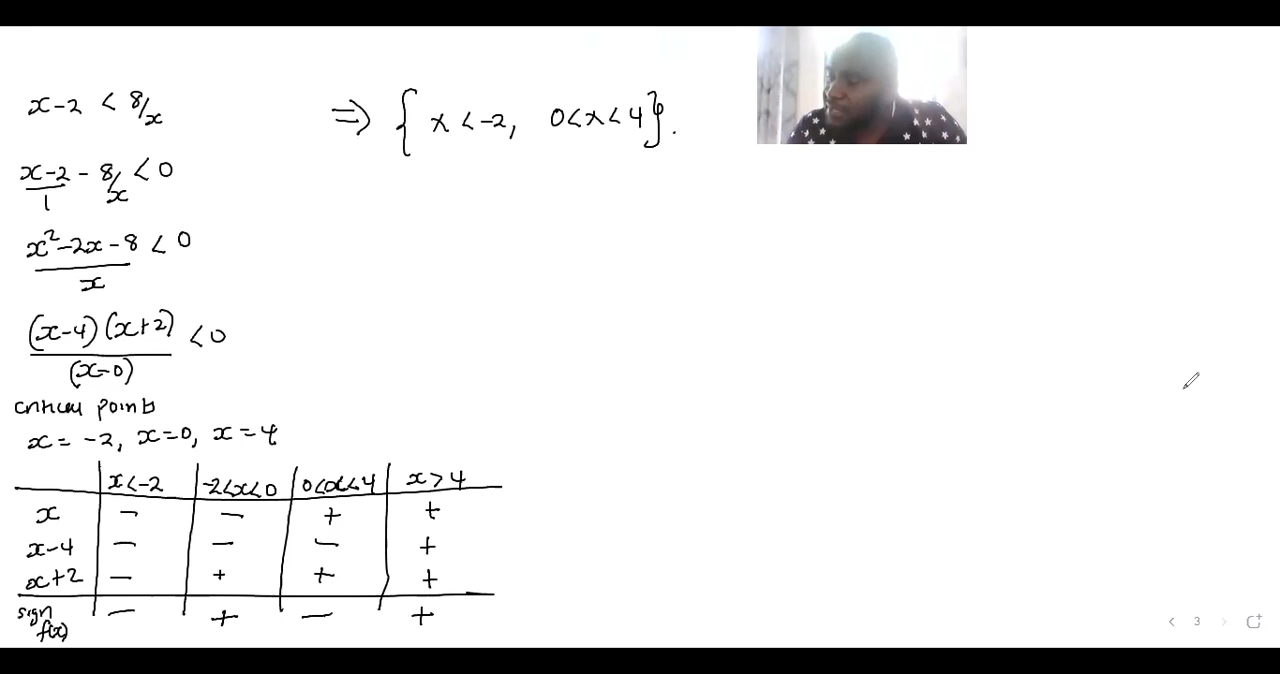 x-2 < 8/x
x-2/1 - 8/x < 0
x²-2x-8/x < 0
(x-4)(x+2)/(x-0) < 0
critical points
x = -2, x=0, x=4
x<-2 -2<x<0 0<x<4 x>4
x - - + +
x-4 - - - +
x+2 - + + +
sign f(x) - + - +
⇒ { x<-2, 0<x<4 }.
< 3 >